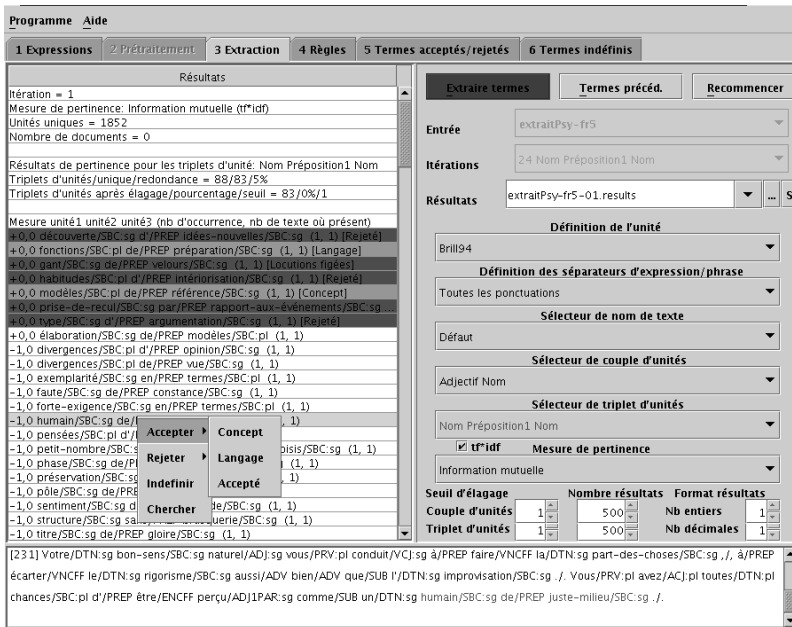 Programme Aide
1 Expressions 2 Prétraitement 3 Extraction 4 Règles 5 Termes acceptés/rejetés 6 Termes indéfinis
Résultats
Itération = 1
Mesure de pertinence: Information mutuelle (tf*idf)
Unités uniques = 1852
Nombre de documents = 0
Résultats de pertinence pour les triplets d'unité: Nom Préposition1 Nom
Triplets d'unités/unique/redondance = 88/83/5%
Triplets d'unités après élagage/pourcentage/seuil = 83/0%/1
Mesure unité1 unité2 unité3 (nb d'occurrence, nb de texte où présent)
+0,0 découverte/SBC:sg d'/PREP idées-nouvelles/SBC:sg (1, 1) [Rejeté]
+0,0 fonctions/SBC:pl de/PREP préparation/SBC:sg (1, 1) [Langage]
+0,0 gant/SBC:sg de/PREP velours/SBC:sg (1, 1) [Locutions figées]
+0,0 habitudes/SBC:pl d'/PREP intériorisation/SBC:sg (1, 1) [Rejeté]
+0,0 modèles/SBC:pl de/PREP référence/SBC:sg (1, 1) [Concept]
+0,0 prise-de-recul/SBC:sg par/PREP rapport-aux-événements/SBC:sg ...
+0,0 type/SBC:sg d'/PREP argumentation/SBC:sg (1, 1) [Rejeté]
+0,0 élaboration/SBC:sg de/PREP modèles/SBC:pl (1, 1)
-1,0 divergences/SBC:pl d'/PREP opinion/SBC:sg (1, 1)
-1,0 divergences/SBC:pl de/PREP vue/SBC:sg (1, 1)
-1,0 exemplarité/SBC:sg en/PREP termes/SBC:pl (1, 1)
-1,0 faute/SBC:sg de/PREP constance/SBC:sg (1, 1)
-1,0 forte-exigence/SBC:sg en/PREP termes/SBC:pl (1, 1)
-1,0 humain/SBC:sg de/ , 1)
-1,0 pensées/SBC:pl d'/
-1,0 petit-nombre/SBC:s oisis/SBC:sg (1, 1)
-1,0 phase/SBC:sg de/P (1, 1)
-1,0 préservation/SBC:s , 1)
-1,0 pôle/SBC:sg de/PRE
-1,0 sentiment/SBC:sg d de/SBC:sg (1, 1)
-1,0 structure/SBC:sg sa querie/SBC:sg (1, 1)
-1,0 titre/SBC:sg de/PREP gloire/SBC:sg (1, 1)
Accepter
Rejeter
Indefinir
Chercher
Concept
Langage
Accepté
Extraire termes Termes précéd. Recommencer
Entrée extraitPsy-fr5
Itérations 24 Nom Préposition1 Nom
Résultats extraitPsy-fr5-01.results ... S
Définition de l'unité
Brill94
Définition des séparateurs d'expression/phrase
Toutes les ponctuations
Sélecteur de nom de texte
Défaut
Sélecteur de couple d'unités
Adjectif Nom
Sélecteur de triplet d'unités
Nom Préposition1 Nom
tf*idf Mesure de pertinence
Information mutuelle
Seuil d'élagage Nombre résultats Format résultats
Couple d'unités 1 500 Nb entiers 1
Triplet d'unités 1 500 Nb décimales 1
[231] Votre/DTN:sg bon-sens/SBC:sg naturel/ADJ:sg vous/PRV:pl conduit/VCJ:sg à/PREP faire/VNCFF la/DTN:sg part-des-choses/SBC:sg ,/, à/PREP
écarter/VNCFF le/DTN:sg rigorisme/SBC:sg aussi/ADV bien/ADV que/SUB l'/DTN:sg improvisation/SBC:sg ./. Vous/PRV:pl avez/ACJ:pl toutes/DTN:pl
chances/SBC:pl d'/PREP être/ENCFF perçu/ADJ1PAR:sg comme/SUB un/DTN:sg humain/SBC:sg de/PREP juste-milieu/SBC:sg ./.